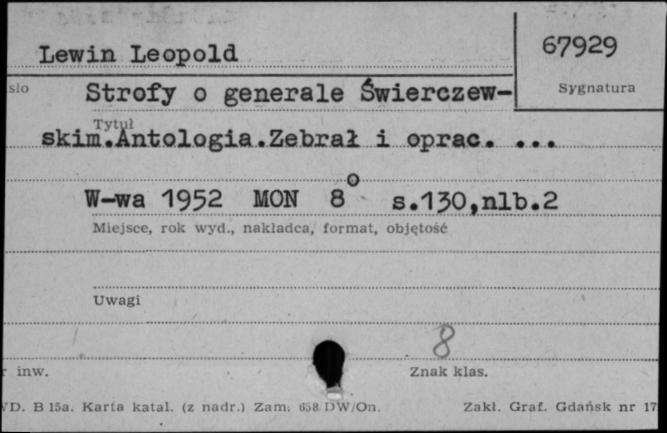 Lewin Leopold
67929
sło
Sygnatura
Strofy o generale Świerczew-
Tytuł
skim.Antologia.Zebrał i oprac. ...
W-wa 1952 MON 8° s.130,nlb.2
Miejsce, rok wyd., nakładca, format, objętość
Uwagi
8
r inw.
Znak klas.
WD. B 15a. Karta katal. (z nadr.) Zam. 658 DW/On.
Zakł. Graf. Gdańsk nr 17